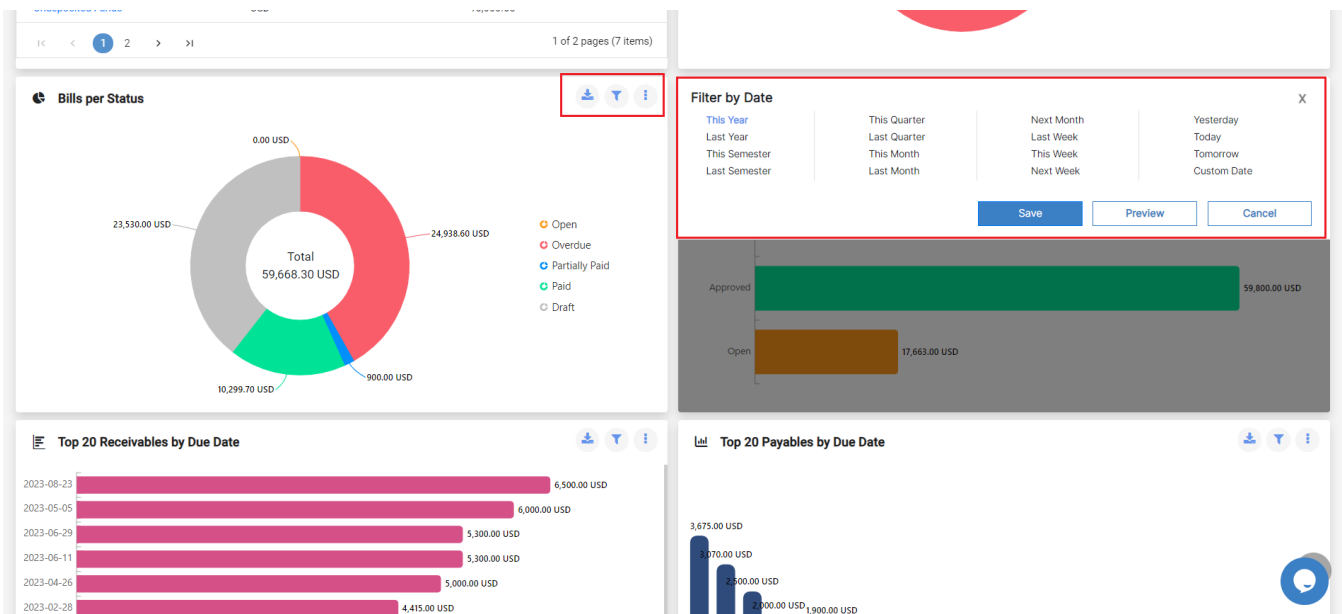 USD
1 2
1 of 2 pages (7 items)
Bills per Status
0.00 USD
23,530.00 USD
24,938.60 USD
Total
59,668.30 USD
900.00 USD
10,299.70 USD
Open
Overdue
Partially Paid
Paid
Draft
Filter by Date
X
This Year
Last Year
This Semester
Last Semester
This Quarter
Last Quarter
This Month
Last Month
Next Month
Last Week
This Week
Next Week
Yesterday
Today
Tomorrow
Custom Date
Save Preview Cancel
Approved 59,800.00 USD
Open 17,663.00 USD
Top 20 Receivables by Due Date
2023-08-23 6,500.00 USD
2023-05-05 6,000.00 USD
2023-06-29 5,300.00 USD
2023-06-11 5,300.00 USD
2023-04-26 5,000.00 USD
2023-02-28 4,415.00 USD
Top 20 Payables by Due Date
3,675.00 USD
3,070.00 USD
2,500.00 USD
2,000.00 USD
1,900.00 USD